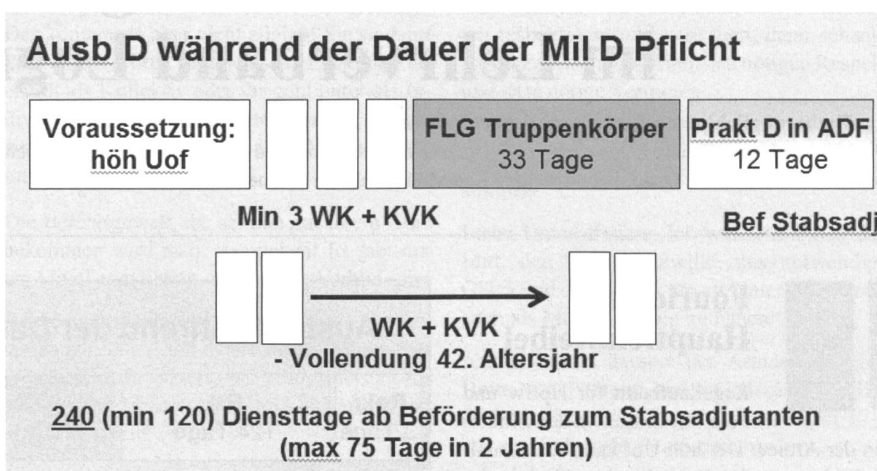 Ausb D während der Dauer der Mil D Pflicht
Voraussetzung:
höh Uof
FLG Truppenkörper
33 Tage
Prakt D in ADF
12 Tage
Min 3 WK + KVK
Bef Stabsadj
WK + KVK
- Vollendung 42. Altersjahr
240 (min 120) Diensttage ab Beförderung zum Stabsadjutanten
(max 75 Tage in 2 Jahren)